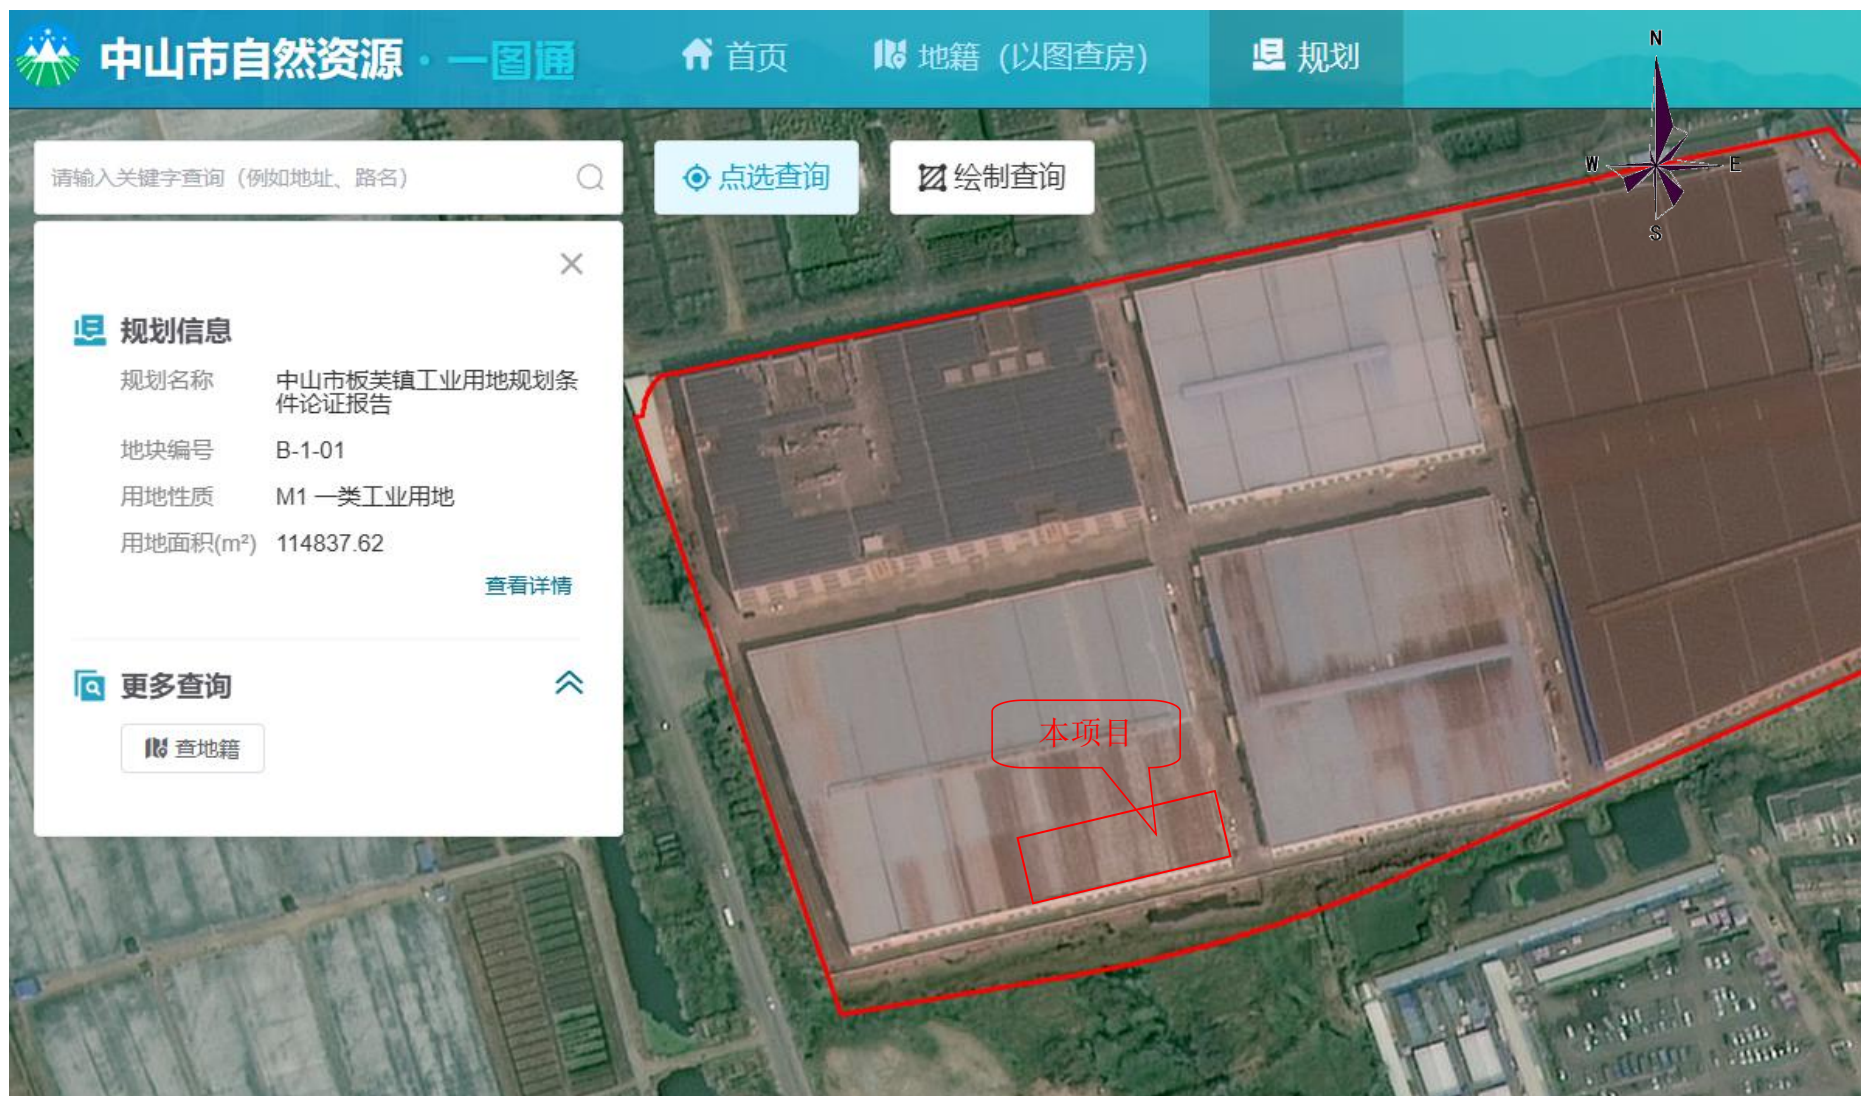 中山市自然资源·一图通
首页
地籍（以图查房）
规划
N
W
E
S
请输入关键字查询（例如地址、路名）
点选查询
绘制查询
规划信息
规划名称
中山市板芙镇工业用地规划条
件论证报告
地块编号
B-1-01
用地性质
M1 一类工业用地
用地面积(m²)
114837.62
查看详情
更多查询
查地籍
本项目